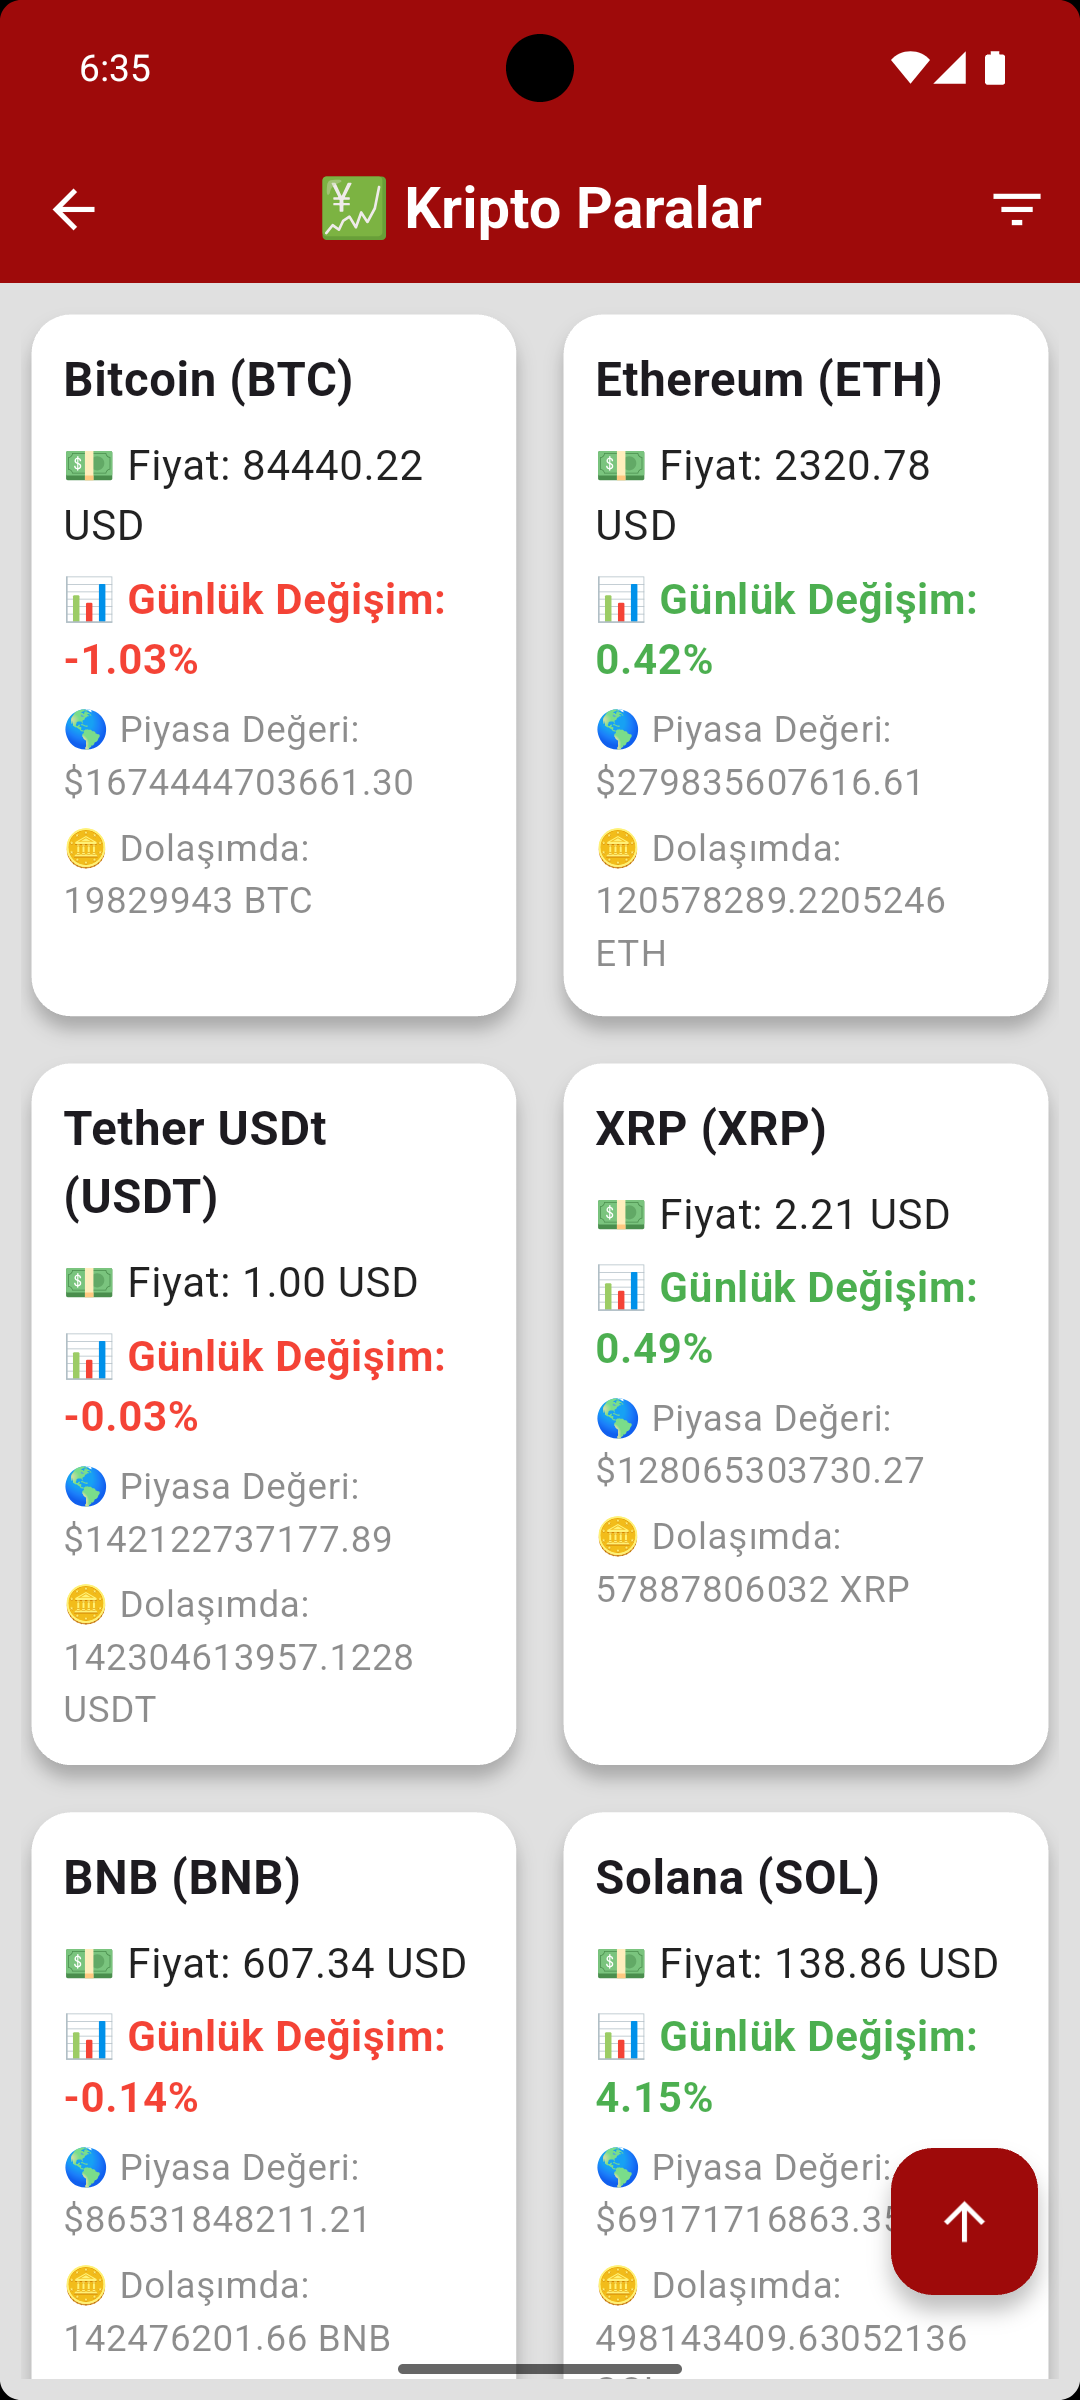 6:35
Kripto Paralar
Bitcoin (BTC)
💵 Fiyat: 84440.22
USD
📊 Günlük Değişim:
-1.03%
🌎 Piyasa Değeri:
$1674444703661.30
🪙 Dolaşımda:
19829943 BTC
Ethereum (ETH)
💵 Fiyat: 2320.78
USD
📊 Günlük Değişim:
0.42%
🌎 Piyasa Değeri:
$279835607616.61
🪙 Dolaşımda:
120578289.2205246
ETH
Tether USDt
(USDT)
💵 Fiyat: 1.00 USD
📊 Günlük Değişim:
-0.03%
🌎 Piyasa Değeri:
$142122737177.89
🪙 Dolaşımda:
142304613957.1228
USDT
XRP (XRP)
💵 Fiyat: 2.21 USD
📊 Günlük Değişim:
0.49%
🌎 Piyasa Değeri:
$128065303730.27
🪙 Dolaşımda:
57887806032 XRP
BNB (BNB)
💵 Fiyat: 607.34 USD
📊 Günlük Değişim:
-0.14%
🌎 Piyasa Değeri:
$86531848211.21
🪙 Dolaşımda:
142476201.66 BNB
Solana (SOL)
💵 Fiyat: 138.86 USD
📊 Günlük Değişim:
4.15%
🌎 Piyasa Değeri:
$69171716863.35
🪙 Dolaşımda:
498143409.63052136